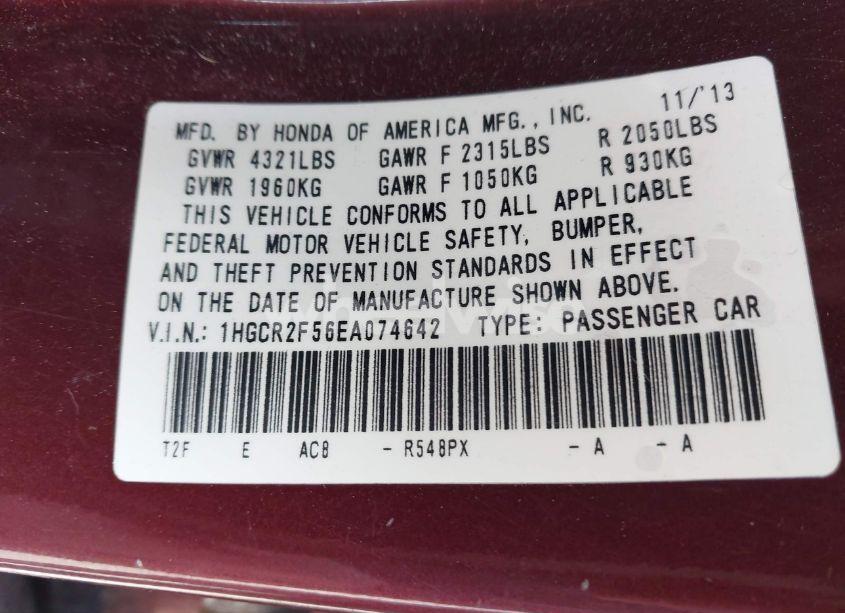 MFD. BY HONDA OF AMERICA MFG., INC. 11/'13
GVWR 4321LBS GAWR F 2315LBS R 2050LBS
GVWR 1960KG GAWR F 1050KG R 930KG
THIS VEHICLE CONFORMS TO ALL APPLICABLE
FEDERAL MOTOR VEHICLE SAFETY, BUMPER,
AND THEFT PREVENTION STANDARDS IN EFFECT
ON THE DATE OF MANUFACTURE SHOWN ABOVE.
V.I.N.: 1HGCR2F56EA074642 TYPE: PASSENGER CAR
T2F E AC8 - R548PX - A - A